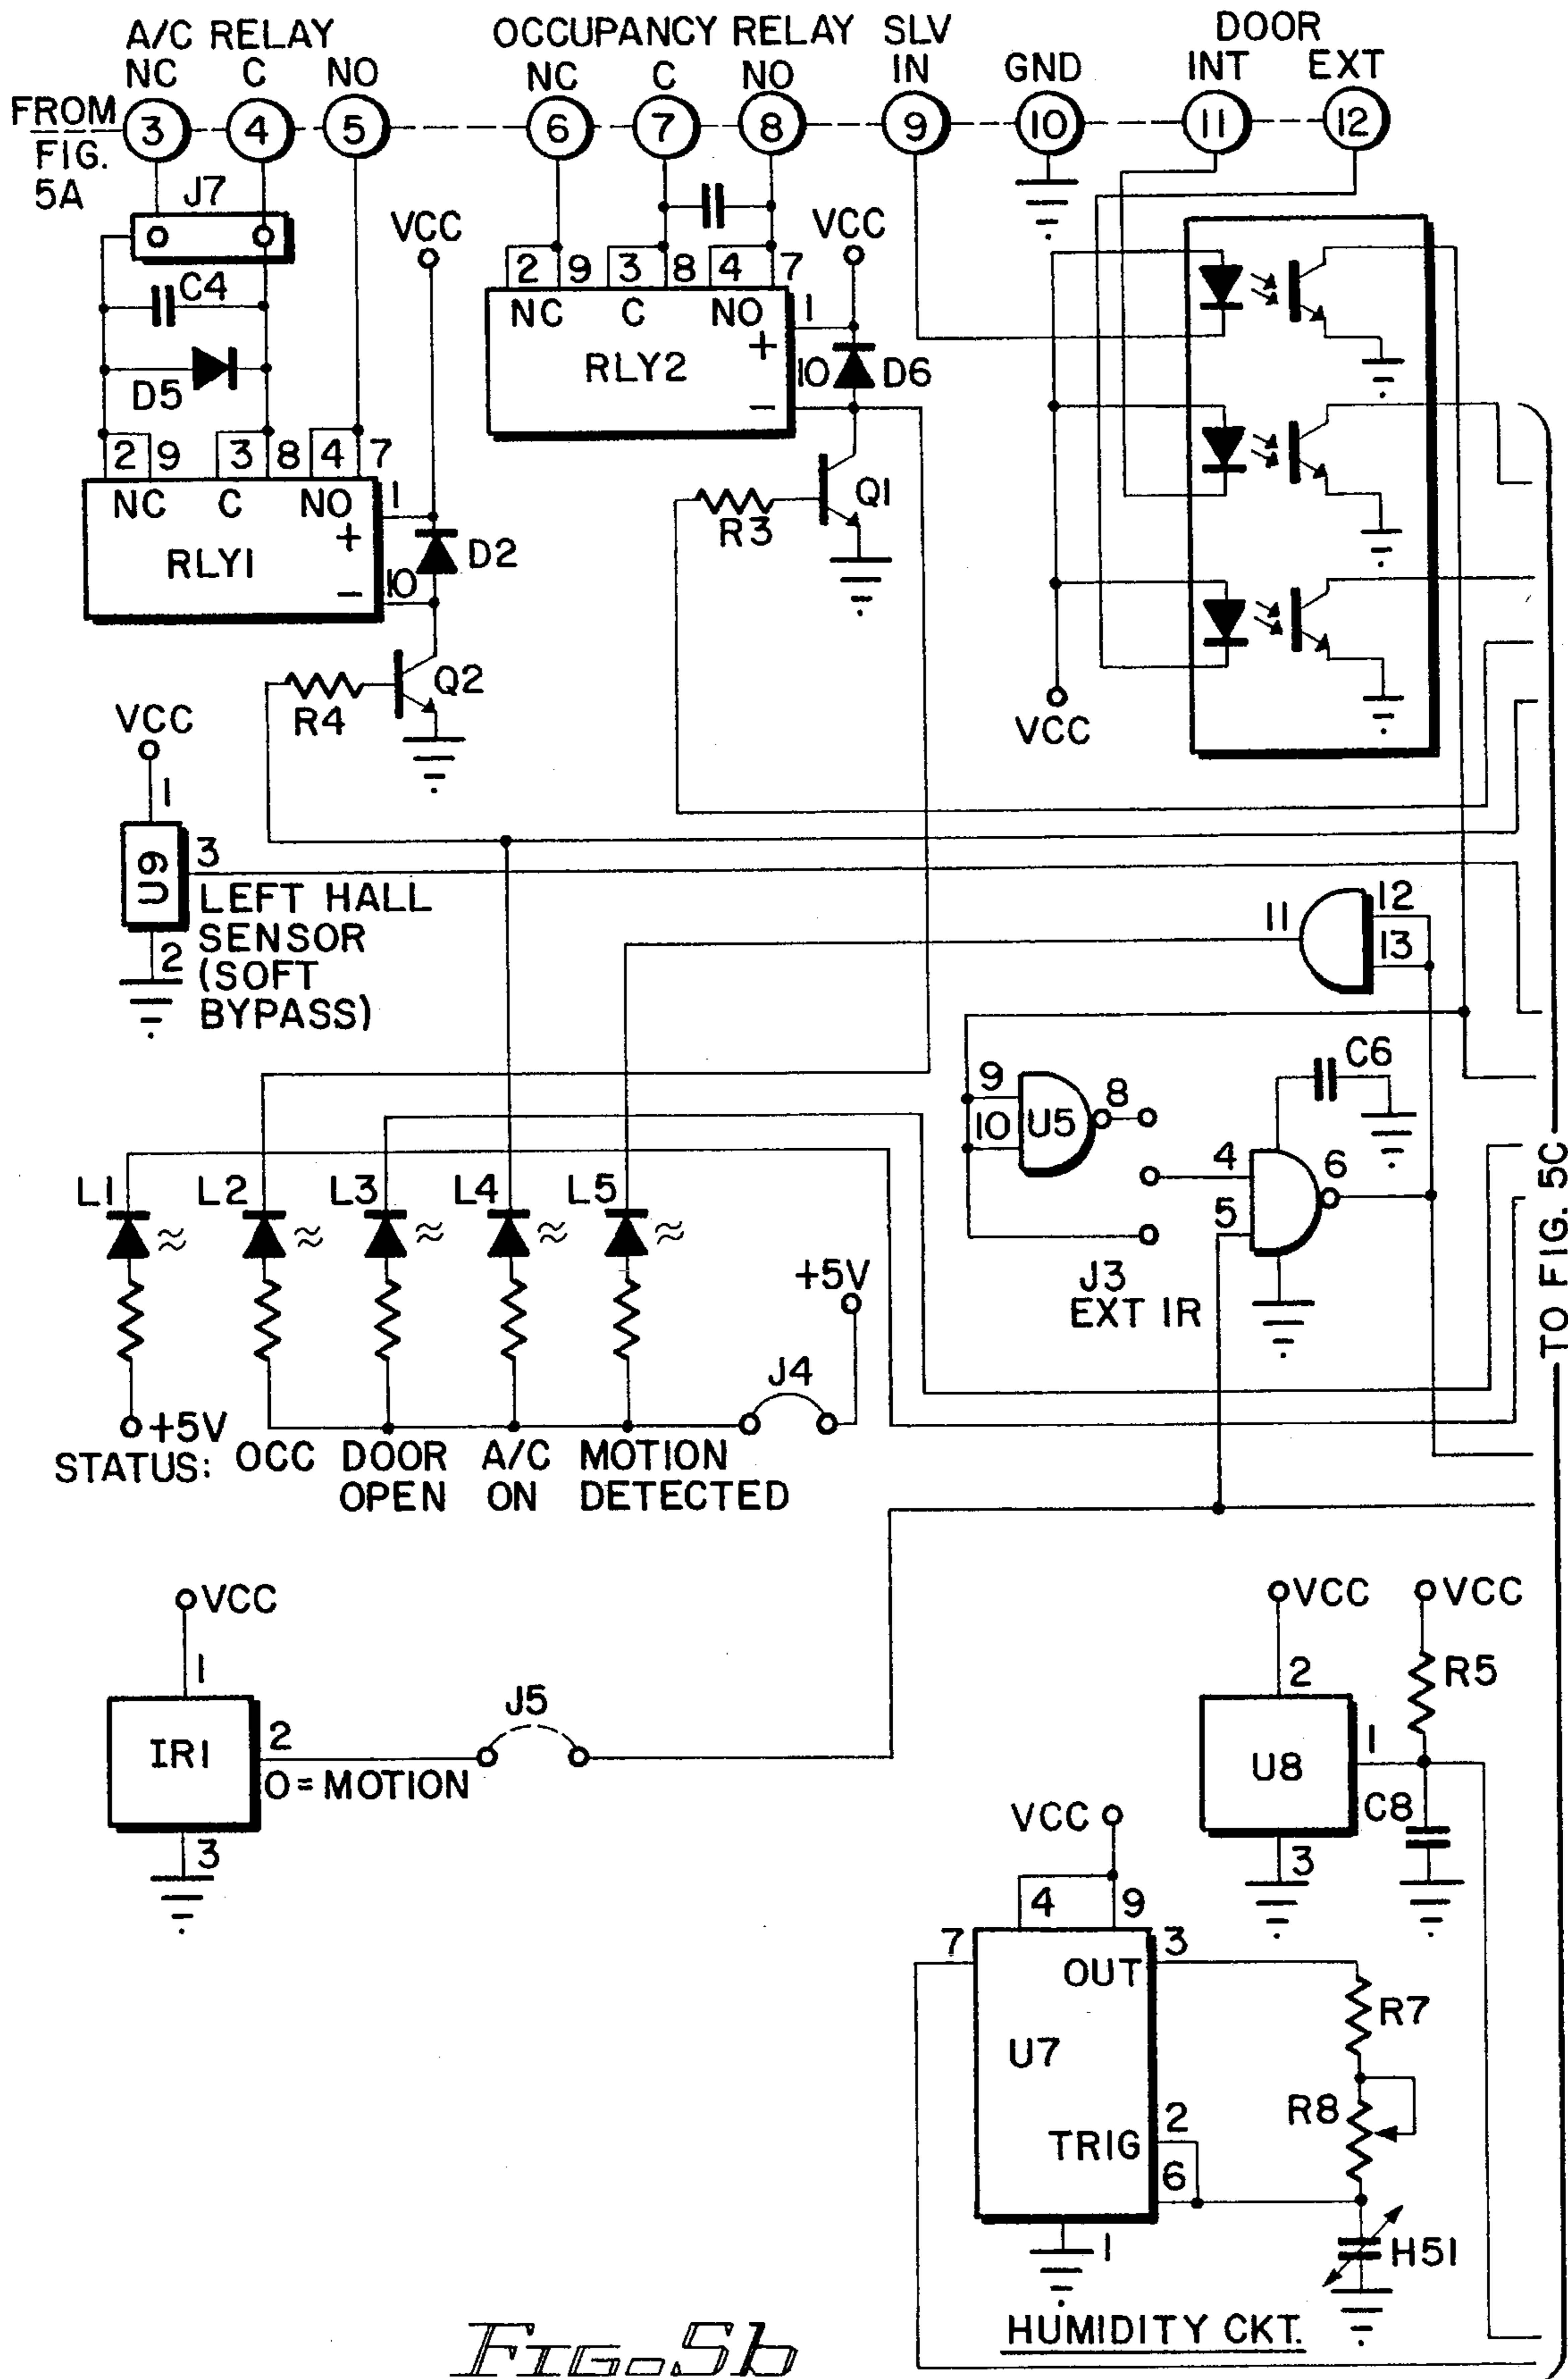 A/C RELAY OCCUPANCY RELAY SLV DOOR
NC C NO NC C NO IN GND INT EXT
FROM 3 4 5 6 7 8 9 10 11 12
FIG.
5A
J7
VCC
VCC
C4
2 9 3 8 4 7
NC C NO 1
+
RLY2 10 D6
−
D5
2 9 3 8 4 7
NC C NO 1
+
RLY1 D2
10
−
R3 Q1
R4 Q2
VCC
VCC
1
U9 3
LEFT HALL
SENSOR
2 (SOFT
BYPASS)
11 12
13
C6
9 8
10 U5
4 6
5
J3
EXT IR
TO FIG. 5C
L1 L2 L3 L4 L5
+5V
J4
+5V
STATUS: OCC DOOR A/C MOTION
OPEN ON DETECTED
VCC
1
IR1 2
0=MOTION
3
J5
VCC VCC
2 R5
U8 1
C8
3
VCC
4 9
7 3
OUT
R7
U7
R8
2
TRIG
6
1
H51
HUMIDITY CKT.
FIG-5b